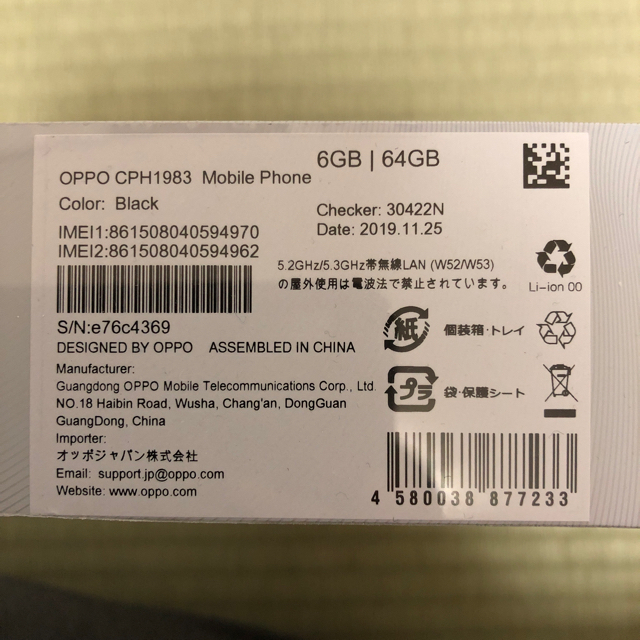 OPPO CPH1983 Mobile Phone
6GB | 64GB
Color: Black
Checker: 30422N
Date: 2019.11.25
IMEI1:861508040594970
IMEI2:861508040594962
5.2GHz/5.3GHz帯無線LAN (W52/W53)
の屋外使用は電波法で禁止されています。
Li-ion 00
S/N:e76c4369
DESIGNED BY OPPO ASSEMBLED IN CHINA
紙 個装箱・トレイ
プラ 袋・保護シート
Manufacturer:
Guangdong OPPO Mobile Telecommunications Corp., Ltd.
NO.18 Haibin Road, Wusha, Chang'an, DongGuan
GuangDong, China
Importer:
オッポジャパン株式会社
Email: support.jp@oppo.com
Website: www.oppo.com
4 580038 877233